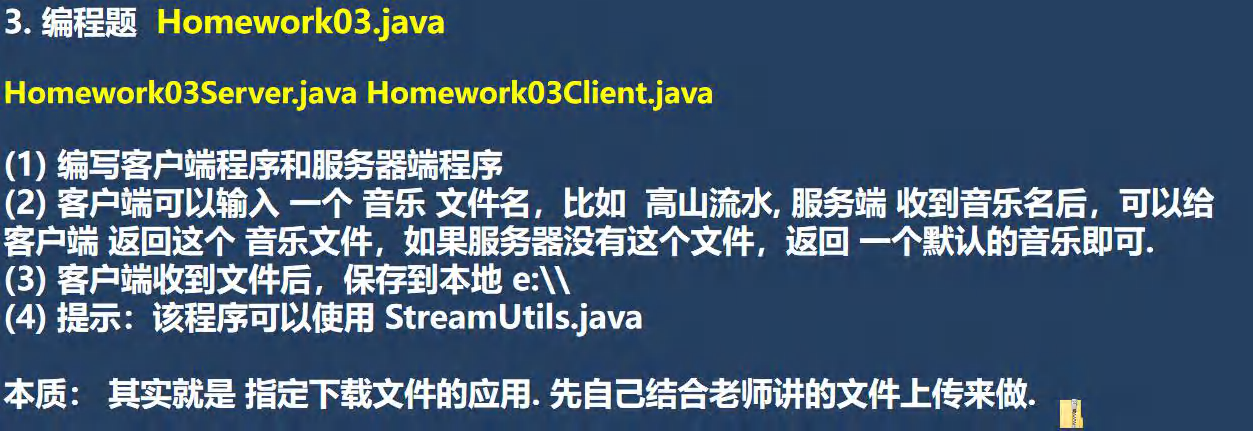 3. 编程题  Homework03.java
Homework03Server.java Homework03Client.java
(1) 编写客户端程序和服务器端程序
(2) 客户端可以输入 一个 音乐 文件名，比如  高山流水, 服务端 收到音乐名后，可以给
客户端 返回这个 音乐文件，如果服务器没有这个文件，返回 一个默认的音乐即可.
(3) 客户端收到文件后，保存到本地 e:\\
(4) 提示：该程序可以使用 StreamUtils.java
本质： 其实就是 指定下载文件的应用. 先自己结合老师讲的文件上传来做.